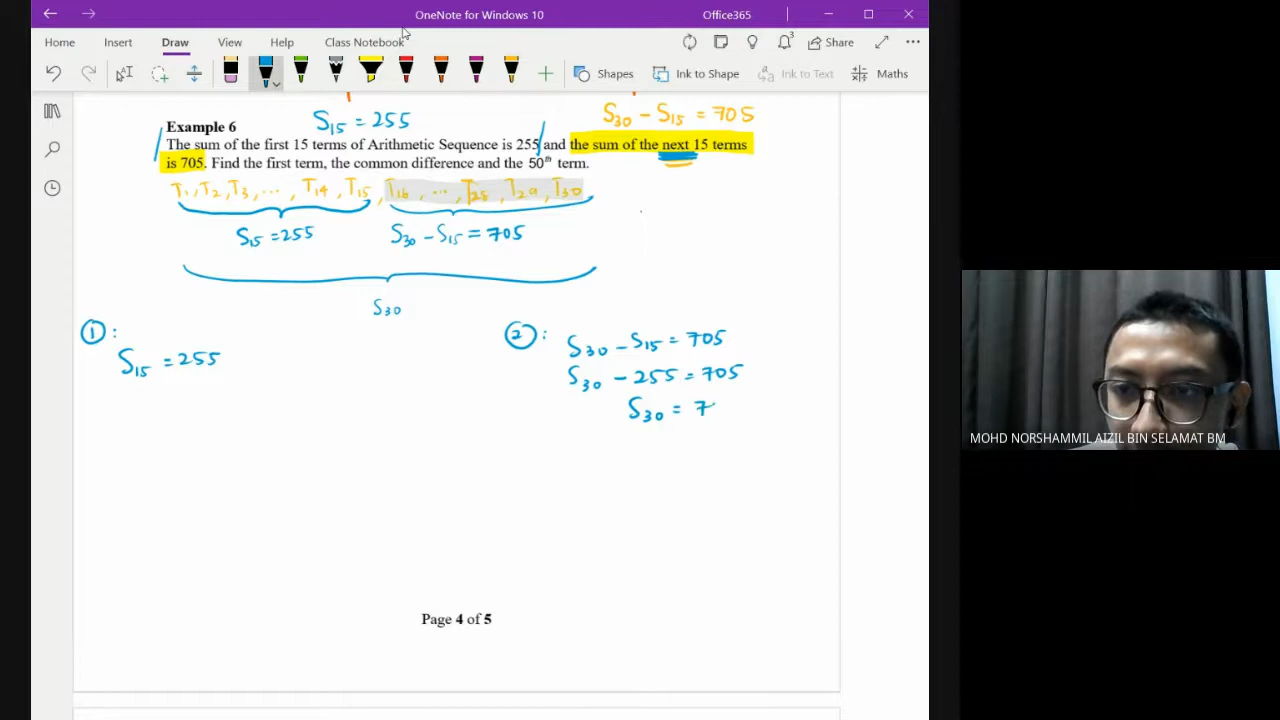 OneNote for Windows 10
Office365
Home Insert Draw View Help Class Notebook Share
Shapes Ink to Shape Ink to Text Maths
S15 = 255
S30 - S15 = 705
Example 6
The sum of the first 15 terms of Arithmetic Sequence is 255 and the sum of the next 15 terms
is 705. Find the first term, the common difference and the 50th term.
T1, T2, T3, ..., T14, T15, T16, ... T28, T29, T30
S15 = 255 S30 - S15 = 705
S30
1 :
S15 = 255
2 :
S30 - S15 = 705
S30 - 255 = 705
S30 = 7
MOHD NORSHAMMIL AIZIL BIN SELAMAT BM
Page 4 of 5